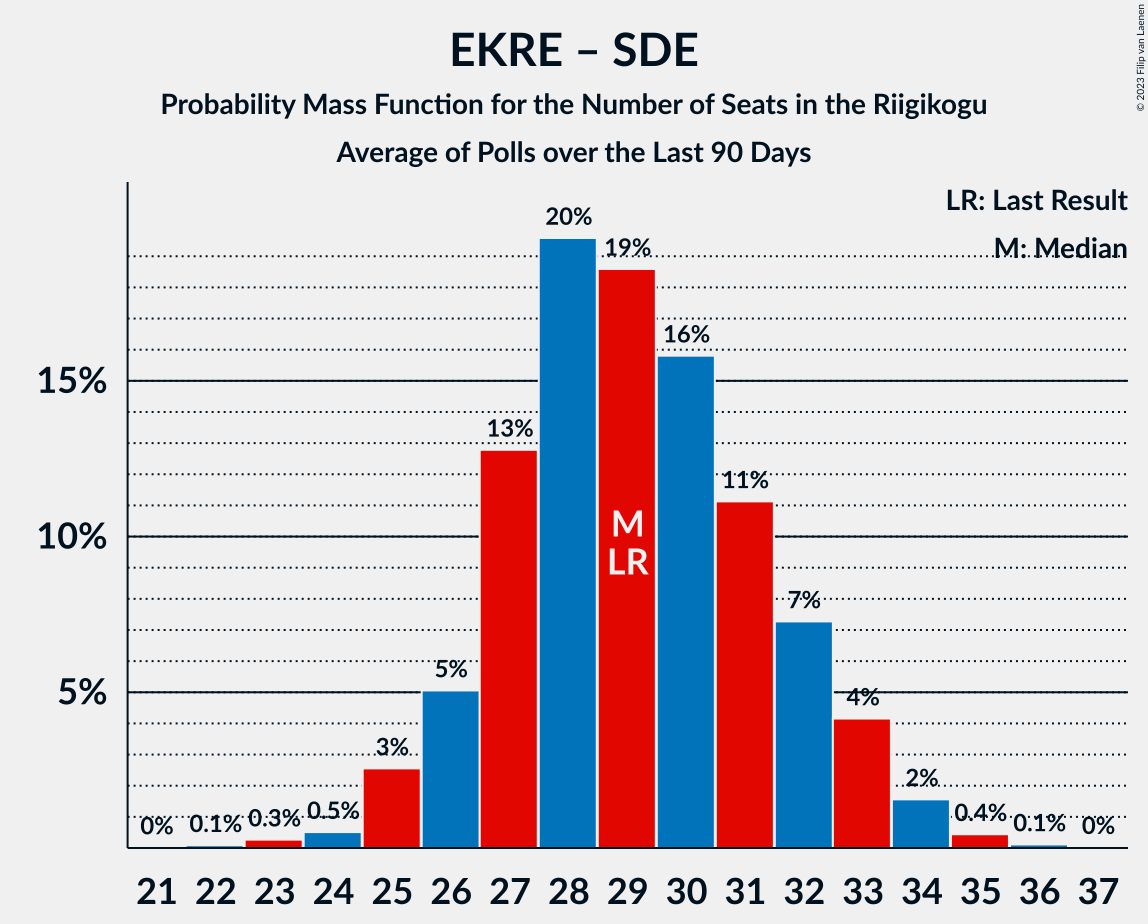 EKRE – SDE
Probability Mass Function for the Number of Seats in the Riigikogu
Average of Polls over the Last 90 Days
© 2023 Filip van Laenen
LR: Last Result
M: Median
15%
10%
5%
0%
0.1%
0.3%
0.5%
3%
5%
13%
20%
19%
16%
11%
7%
4%
2%
0.4%
0.1%
0%
M
LR
21 22 23 24 25 26 27 28 29 30 31 32 33 34 35 36 37